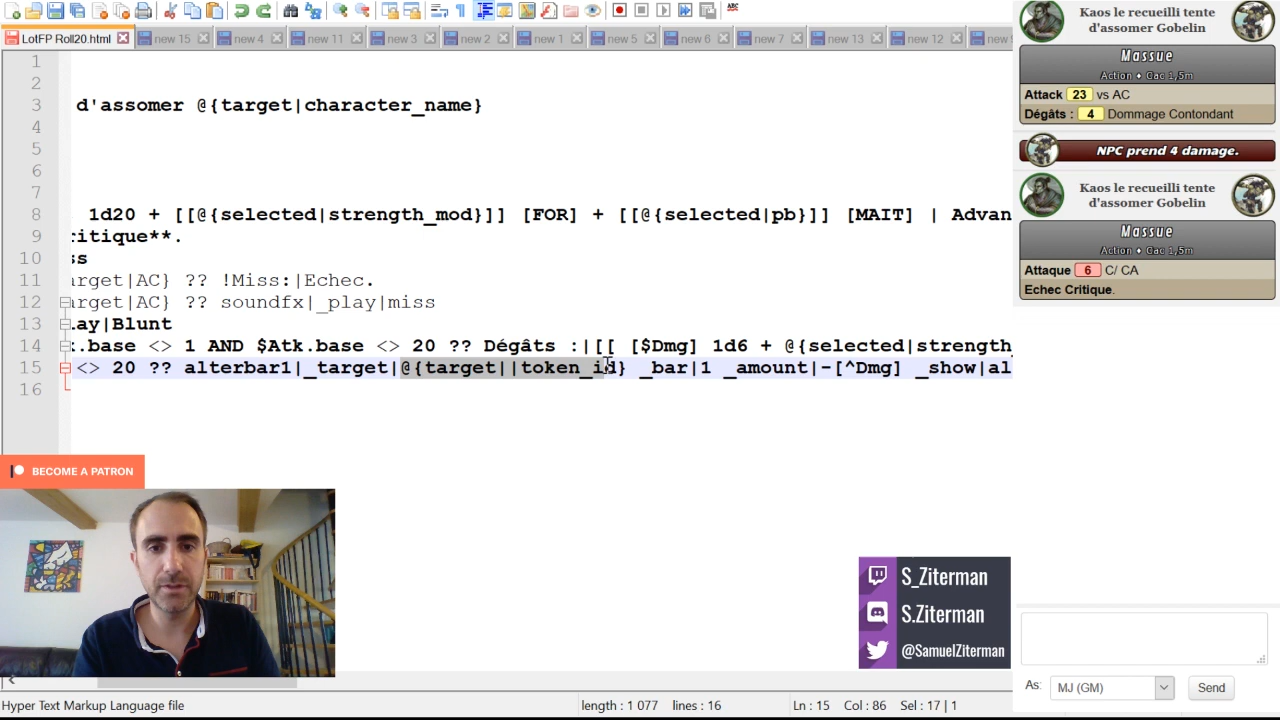 LotFP Roll20.html
new 15
new 4
new 11
new 3
new 2
new 1
new 5
new 6
new 7
new 13
new 12
1
2
3 d'assomer @{target|character_name}
4
5
6
7
8 1d20 + [[@{selected|strength_mod}]] [FOR] + [[@{selected|pb}]] [MAIT] | Advan
9 critique**.
10 ss
11 arget|AC} ?? !Miss:|Echec.
12 arget|AC} ?? soundfx|_play|miss
13 lay|Blunt
14 k.base <> 1 AND $Atk.base <> 20 ?? Dégâts :|[[ [$Dmg] 1d6 + @{selected|strength_
15 <> 20 ?? alterbar1|_target|@{target||token_id} _bar|1 _amount|-[^Dmg] _show|al
16
BECOME A PATRON
S_Ziterman
S.Ziterman
@SamuelZiterman
Hyper Text Markup Language file
length : 1 077 lines : 16
Ln : 15 Col : 86 Sel : 17 | 1
Kaos le recueilli tente
d'assomer Gobelin
Massue
Action ♦ Cac 1,5m
Attack 23 vs AC
Dégâts : 4 Dommage Contondant
NPC prend 4 damage.
Kaos le recueilli tente
d'assomer Gobelin
Massue
Action ♦ Cac 1,5m
Attaque 6 C/ CA
Echec Critique.
As: MJ (GM)
Send